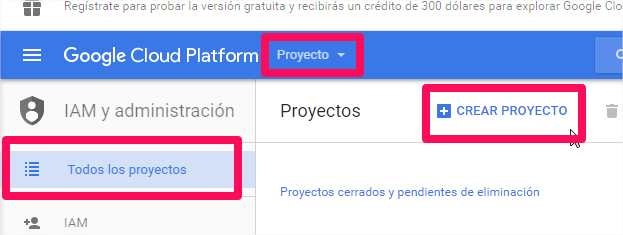 Regístrate para probar la versión gratuita y recibirás un crédito de 300 dólares para explorar Google Clo
Google Cloud Platform Proyecto
IAM y administración
Proyectos
CREAR PROYECTO
Todos los proyectos
Proyectos cerrados y pendientes de eliminación
IAM